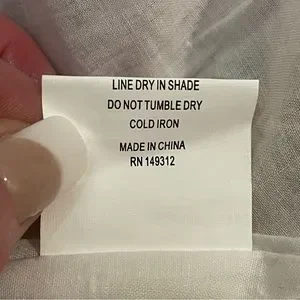 LINE DRY IN SHADE
DO NOT TUMBLE DRY
COLD IRON
MADE IN CHINA
RN 149312